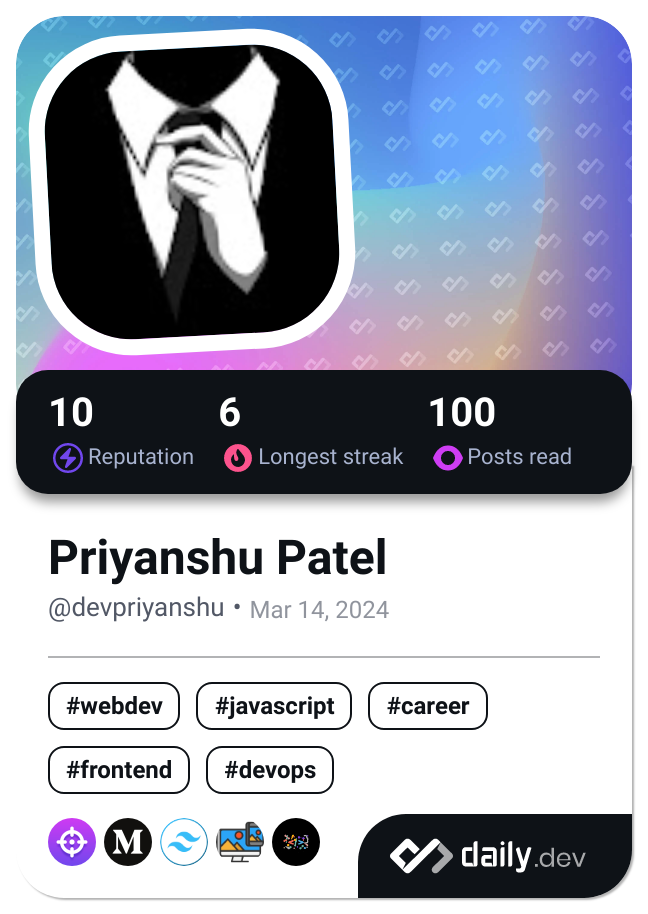 10 6 100
Reputation Longest streak Posts read
Priyanshu Patel
@devpriyanshu • Mar 14, 2024
#webdev #javascript #career
#frontend #devops
M
daily.dev